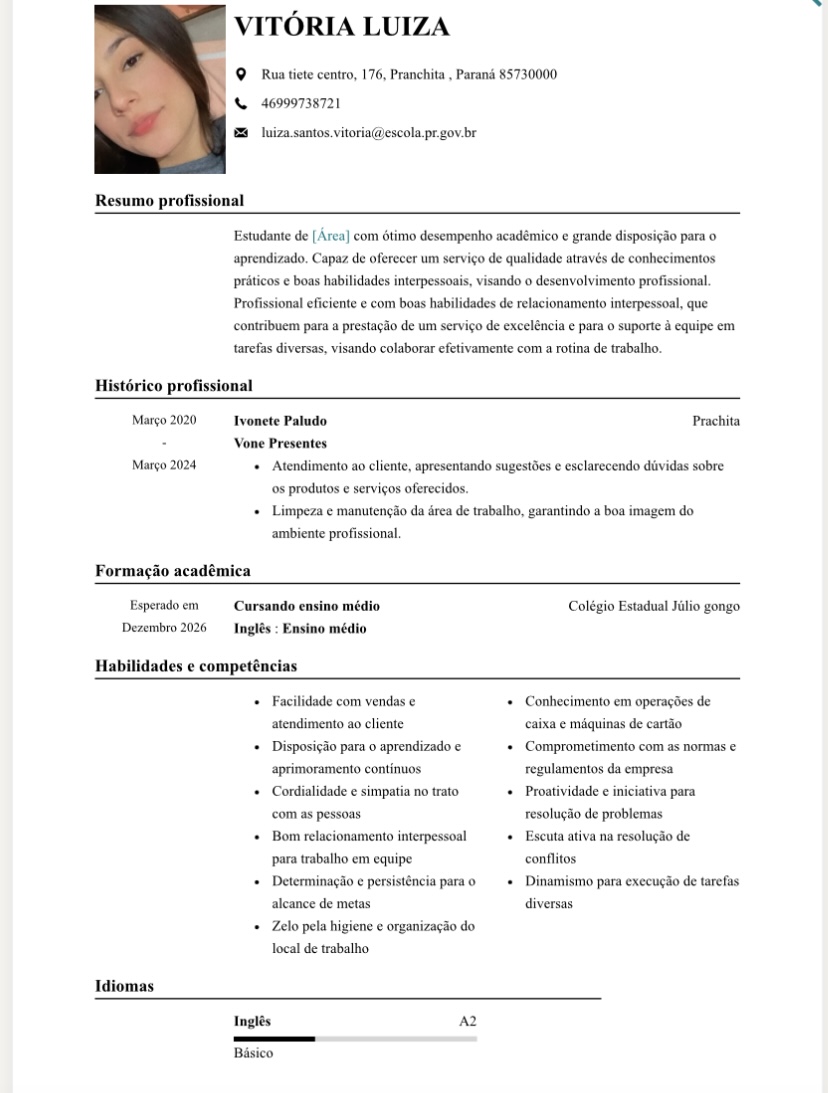 VITÓRIA LUIZA
Rua tiete centro, 176, Pranchita , Paraná 85730000
46999738721
luiza.santos.vitoria@escola.pr.gov.br
Resumo profissional
Estudante de [Área] com ótimo desempenho acadêmico e grande disposição para o
aprendizado. Capaz de oferecer um serviço de qualidade através de conhecimentos
práticos e boas habilidades interpessoais, visando o desenvolvimento profissional.
Profissional eficiente e com boas habilidades de relacionamento interpessoal, que
contribuem para a prestação de um serviço de excelência e para o suporte à equipe em
tarefas diversas, visando colaborar efetivamente com a rotina de trabalho.
Histórico profissional
Março 2020
-
Março 2024
Ivonete Paludo Prachita
Vone Presentes
• Atendimento ao cliente, apresentando sugestões e esclarecendo dúvidas sobre
os produtos e serviços oferecidos.
• Limpeza e manutenção da área de trabalho, garantindo a boa imagem do
ambiente profissional.
Formação acadêmica
Esperado em
Dezembro 2026
Cursando ensino médio Colégio Estadual Júlio gongo
Inglês : Ensino médio
Habilidades e competências
• Facilidade com vendas e
atendimento ao cliente
• Disposição para o aprendizado e
aprimoramento contínuos
• Cordialidade e simpatia no trato
com as pessoas
• Bom relacionamento interpessoal
para trabalho em equipe
• Determinação e persistência para o
alcance de metas
• Zelo pela higiene e organização do
local de trabalho
• Conhecimento em operações de
caixa e máquinas de cartão
• Comprometimento com as normas e
regulamentos da empresa
• Proatividade e iniciativa para
resolução de problemas
• Escuta ativa na resolução de
conflitos
• Dinamismo para execução de tarefas
diversas
Idiomas
Inglês A2
Básico